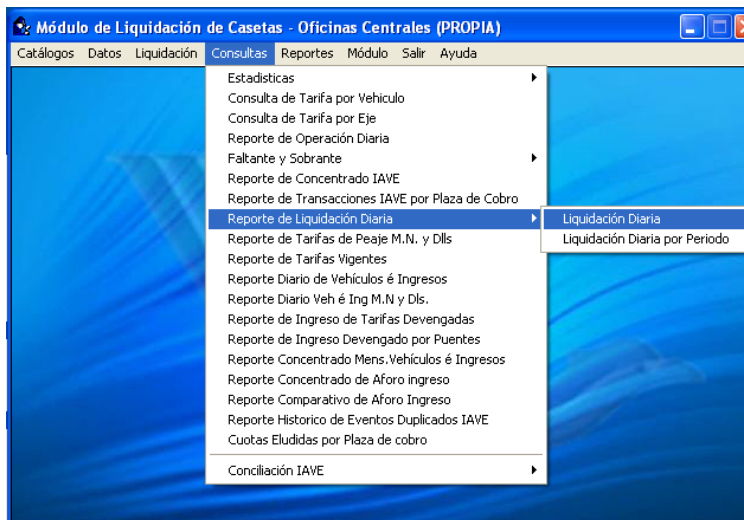 Módulo de Liquidación de Casetas - Oficinas Centrales (PROPIA)
Catálogos Datos Liquidación Consultas Reportes Módulo Salir Ayuda
Estadisticas
Consulta de Tarifa por Vehiculo
Consulta de Tarifa por Eje
Reporte de Operación Diaria
Faltante y Sobrante
Reporte de Concentrado IAVE
Reporte de Transacciones IAVE por Plaza de Cobro
Reporte de Liquidación Diaria
Liquidación Diaria
Reporte de Tarifas de Peaje M.N. y Dlls
Liquidación Diaria por Periodo
Reporte de Tarifas Vigentes
Reporte Diario de Vehículos é Ingresos
Reporte Diario Veh é Ing M.N y Dls.
Reporte de Ingreso de Tarifas Devengadas
Reporte de Ingreso Devengado por Puentes
Reporte Concentrado Mens.Vehículos é Ingresos
Reporte Concentrado de Aforo ingreso
Reporte Comparativo de Aforo Ingreso
Reporte Historico de Eventos Duplicados IAVE
Cuotas Eludidas por Plaza de cobro
Conciliación IAVE